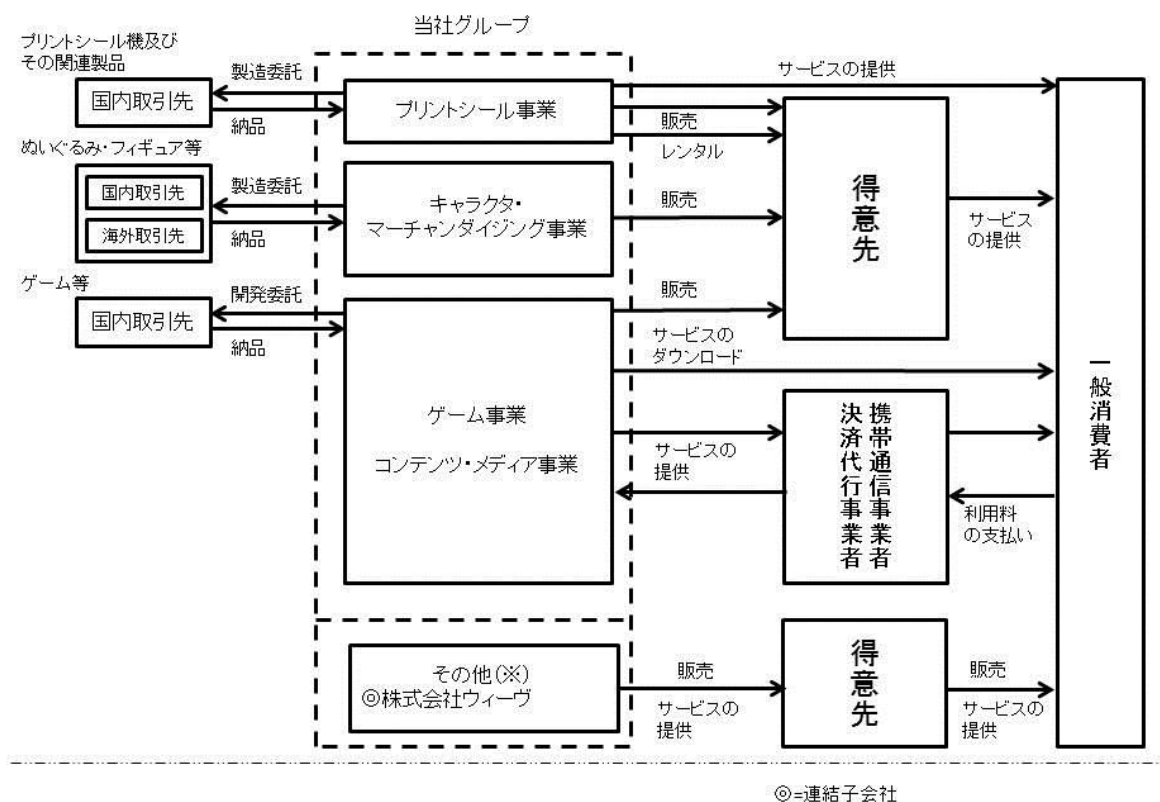 当社グループ
プリントシール機及び
その関連製品
国内取引先
製造委託
納品
プリントシール事業
サービスの提供
販売
レンタル
ぬいぐるみ・フィギュア等
国内取引先
海外取引先
製造委託
納品
キャラクタ・
マーチャンダイジング事業
販売
得意先
サービス
の提供
ゲーム等
国内取引先
開発委託
納品
ゲーム事業
コンテンツ・メディア事業
販売
サービスの
ダウンロード
サービスの
提供
携帯通信事業者
決済代行事業者
利用料
の支払い
一般消費者
その他(※)
◎株式会社ウィーヴ
販売
サービスの
提供
得意先
販売
サービスの
提供
◎=連結子会社